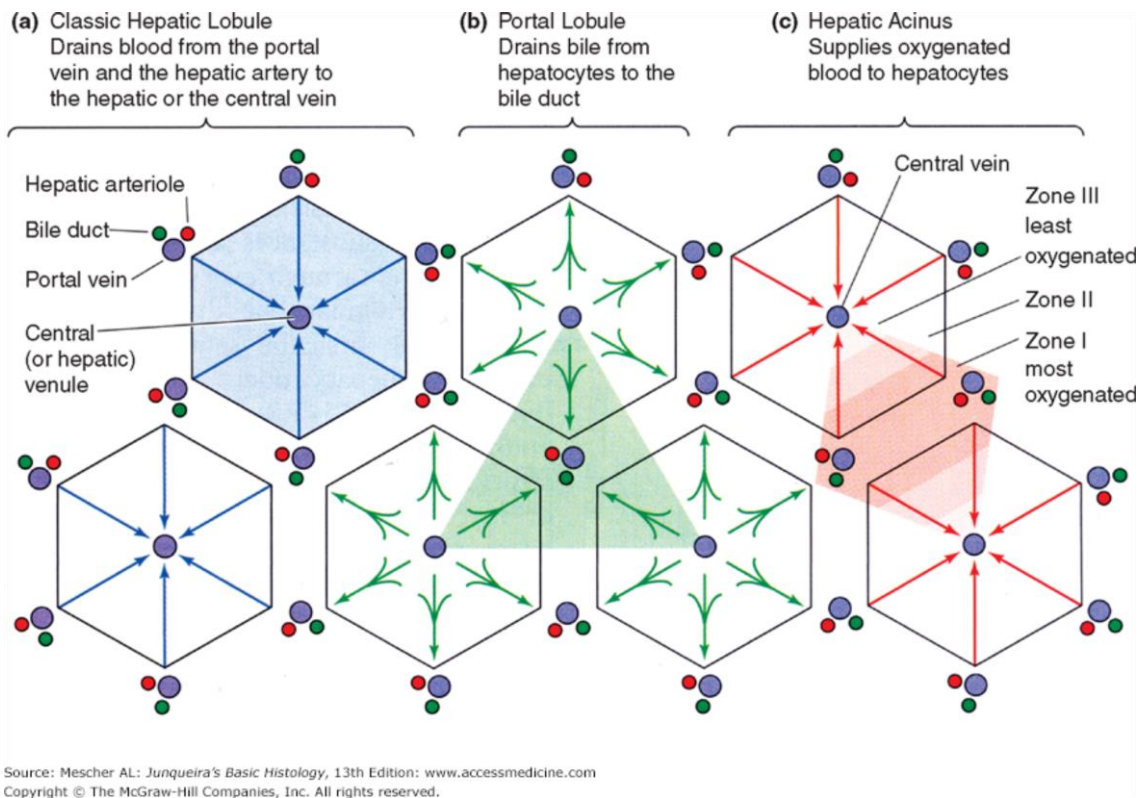 (a) Classic Hepatic Lobule
Drains blood from the portal
vein and the hepatic artery to
the hepatic or the central vein
(b) Portal Lobule
Drains bile from
hepatocytes to the
bile duct
(c) Hepatic Acinus
Supplies oxygenated
blood to hepatocytes
Hepatic arteriole
Bile duct
Portal vein
Central
(or hepatic)
venule
Central vein
Zone III
least
oxygenated
Zone II
Zone I
most
oxygenated
Source: Mescher AL: Junqueira's Basic Histology, 13th Edition: www.accessmedicine.com
Copyright © The McGraw-Hill Companies, Inc. All rights reserved.